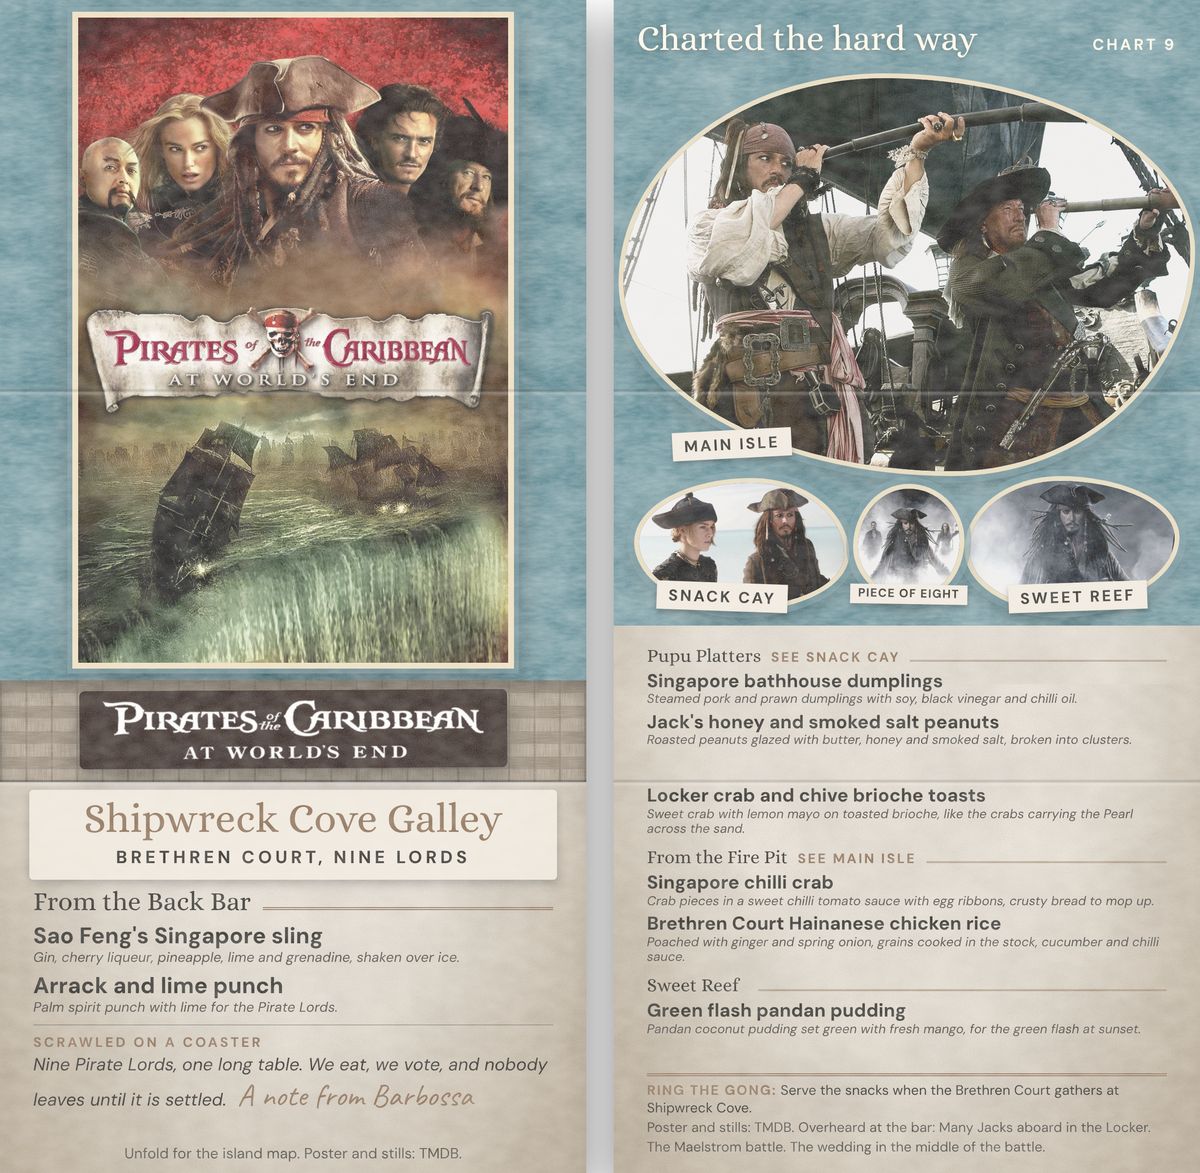 PIRATES of the CARIBBEAN
AT WORLD'S END
PIRATES of the CARIBBEAN
AT WORLD'S END
Shipwreck Cove Galley
BRETHREN COURT, NINE LORDS
From the Back Bar
Sao Feng's Singapore sling
Gin, cherry liqueur, pineapple, lime and grenadine, shaken over ice.
Arrack and lime punch
Palm spirit punch with lime for the Pirate Lords.
SCRAWLED ON A COASTER
Nine Pirate Lords, one long table. We eat, we vote, and nobody
leaves until it is settled. A note from Barbossa
Unfold for the island map. Poster and stills: TMDB.
Charted the hard way
CHART 9
MAIN ISLE
SNACK CAY
PIECE OF EIGHT
SWEET REEF
Pupu Platters SEE SNACK CAY
Singapore bathhouse dumplings
Steamed pork and prawn dumplings with soy, black vinegar and chilli oil.
Jack's honey and smoked salt peanuts
Roasted peanuts glazed with butter, honey and smoked salt, broken into clusters.
Locker crab and chive brioche toasts
Sweet crab with lemon mayo on toasted brioche, like the crabs carrying the Pearl
across the sand.
From the Fire Pit SEE MAIN ISLE
Singapore chilli crab
Crab pieces in a sweet chilli tomato sauce with egg ribbons, crusty bread to mop up.
Brethren Court Hainanese chicken rice
Poached with ginger and spring onion, grains cooked in the stock, cucumber and chilli
sauce.
Sweet Reef
Green flash pandan pudding
Pandan coconut pudding set green with fresh mango, for the green flash at sunset.
RING THE GONG: Serve the snacks when the Brethren Court gathers at
Shipwreck Cove.
Poster and stills: TMDB. Overheard at the bar: Many Jacks aboard in the Locker.
The Maelstrom battle. The wedding in the middle of the battle.